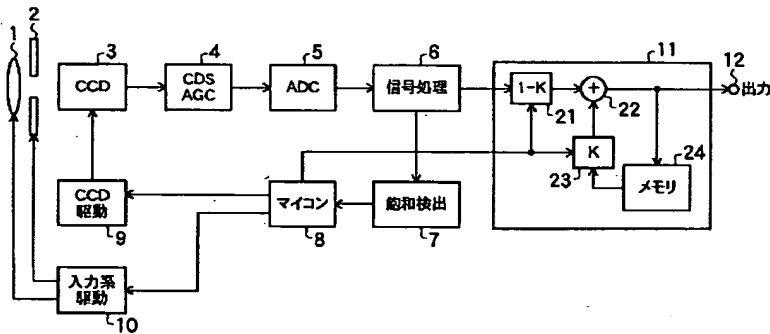 1
2
3
4
5
6
11
12
CCD
CDS
AGC
ADC
信号処理
1-K
21
+
22
出力
K
23
24
メモリ
CCD
駆動
9
マイコン
8
飽和検出
7
入力系
駆動
10